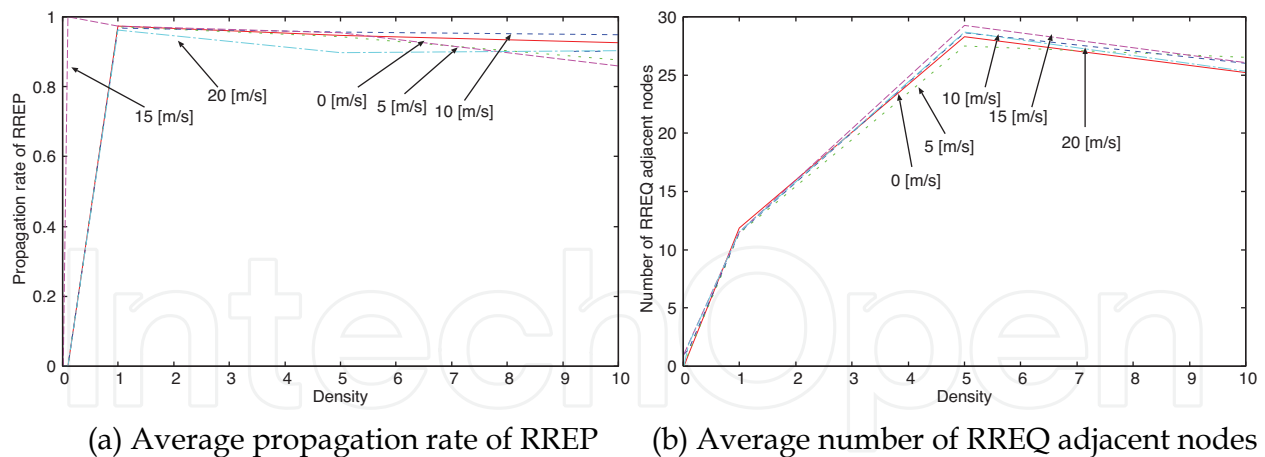 1
0.8
0.6
0.4
0.2
0
Propagation rate of RREP
15 [m/s]
20 [m/s]
0 [m/s]
5 [m/s]
10 [m/s]
0 1 2 3 4 5 6 7 8 9 10
Density
(a) Average propagation rate of RREP
30
25
20
15
10
5
0
Number of RREQ adjacent nodes
10 [m/s]
15 [m/s]
20 [m/s]
5 [m/s]
0 [m/s]
0 1 2 3 4 5 6 7 8 9 10
Density
(b) Average number of RREQ adjacent nodes
IntechOpen